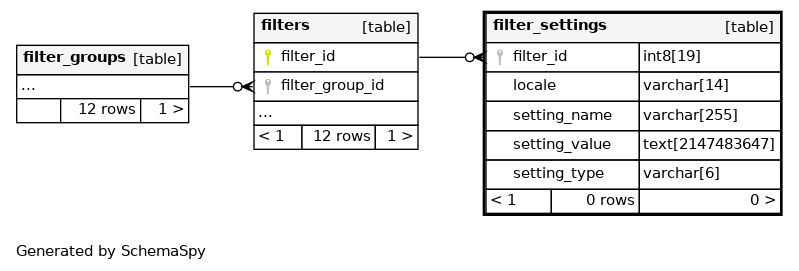 filter_groups [table]
...
12 rows 1 >
filters [table]
filter_id
filter_group_id
...
< 1 12 rows 1 >
filter_settings [table]
filter_id int8[19]
locale varchar[14]
setting_name varchar[255]
setting_value text[2147483647]
setting_type varchar[6]
< 1 0 rows 0 >
Generated by SchemaSpy